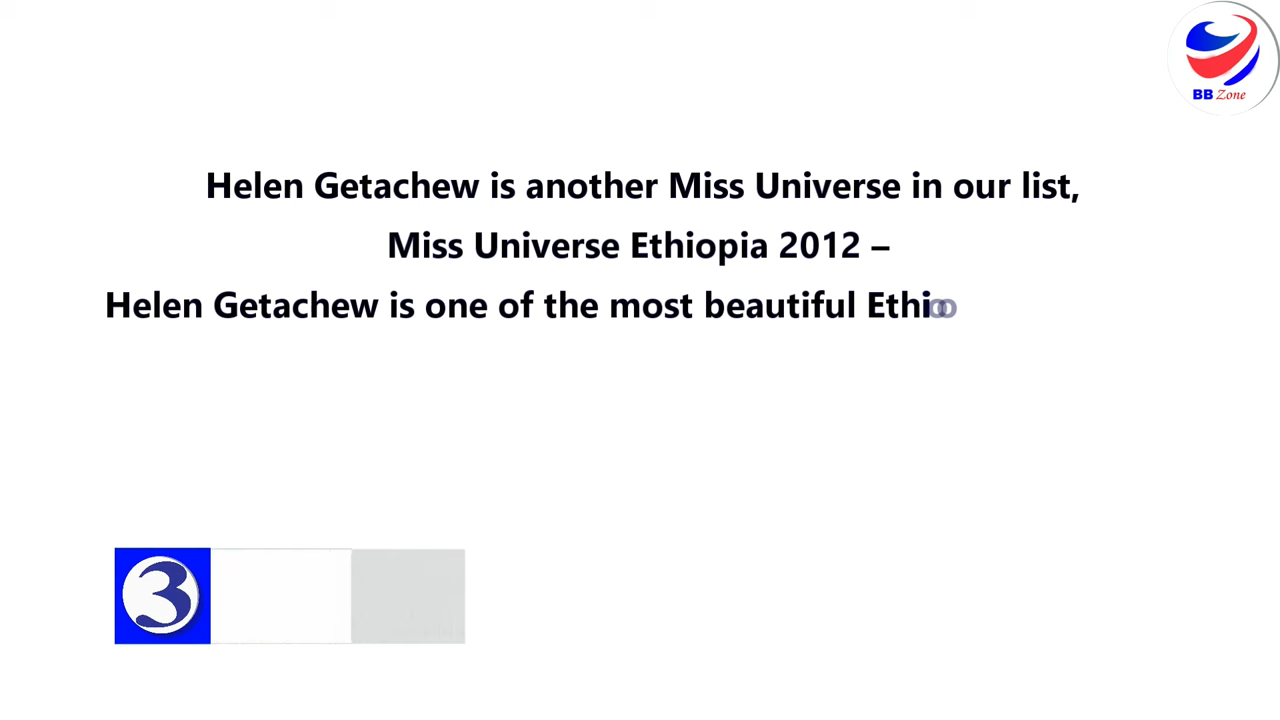 BB Zone
Helen Getachew is another Miss Universe in our list,
Miss Universe Ethiopia 2012 –
Helen Getachew is one of the most beautiful Ethi
3